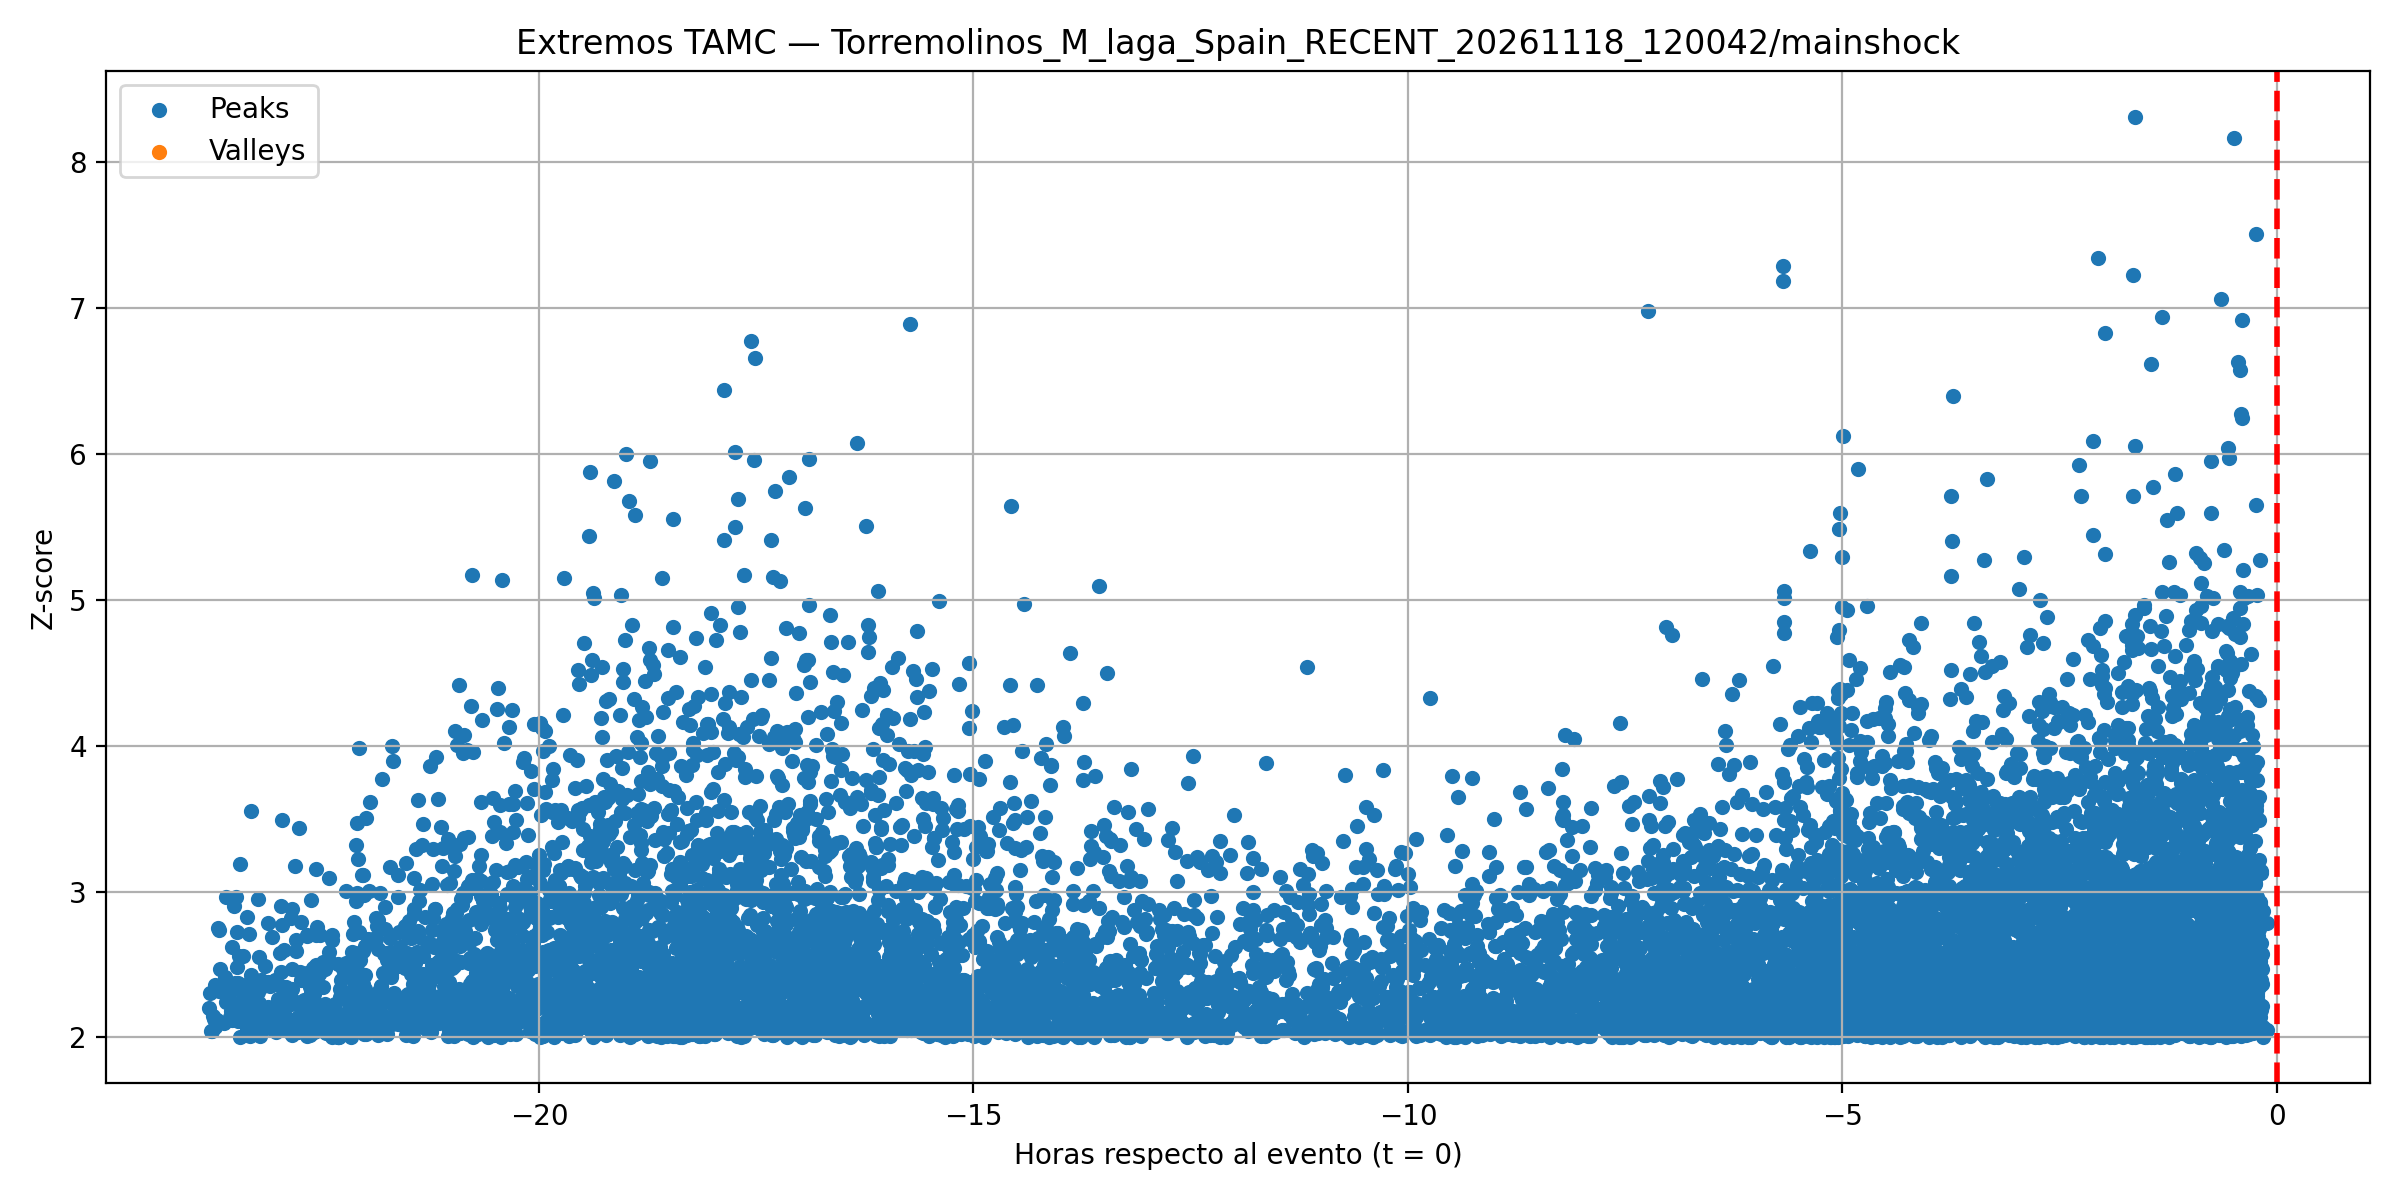 Extremos TAMC — Torremolinos_M_laga_Spain_RECENT_20261118_120042/mainshock
Peaks
Valleys
8
7
6
5
4
3
2
Z-score
−20
−15
−10
−5
0
Horas respecto al evento (t = 0)